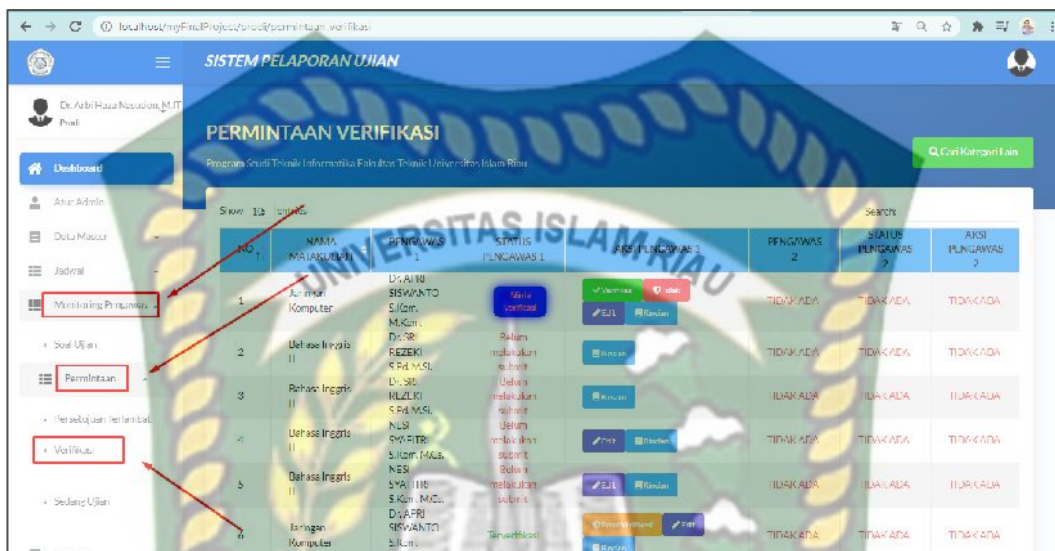 localhost/myFinalProject/prodi/permintaan-verifikasi
SISTEM PELAPORAN UJIAN
Prodi
PERMINTAAN VERIFIKASI
Program Studi Teknik Informatika Fakultas Teknik Universitas Islam Riau
Cari Kategori Lain
Dashboard
Atur Admin
Data Master
Jadwal
Monitoring Pengawas
Soal Ujian
Permintaan
Persetujuan Terlambat
Verifikasi
Sedang Ujian
Show 10 entries
Search:
UNIVERSITAS ISLAM RIAU
NO
NAMA MATAKULIAH
PENGAWAS 1
STATUS PENGAWAS 1
AKSI PENGAWAS 1
PENGAWAS 2
STATUS PENGAWAS 2
AKSI PENGAWAS 2
1
Jaringan Komputer
Dr. APRI SISWANTO S.Kom. M.Kom.
Minta Verifikasi
Verifikasi
Tolak
Edit
Rincian
TIDAK ADA
TIDAK ADA
TIDAK ADA
2
Bahasa Inggris II
Dr. SRI REZEKI S.Pd. M.Si.
Belum melakukan submit
Rincian
TIDAK ADA
TIDAK ADA
TIDAK ADA
3
Bahasa Inggris II
Dr. SRI REZEKI S.Pd. M.Si.
Belum melakukan submit
Rincian
TIDAK ADA
TIDAK ADA
TIDAK ADA
4
Bahasa Inggris II
NESI SYAFITRI S.Kom. M.Cs.
Belum melakukan submit
Edit
Rincian
TIDAK ADA
TIDAK ADA
TIDAK ADA
5
Bahasa Inggris II
NESI SYAFITRI S.Kom. M.Cs.
Belum melakukan submit
Edit
Rincian
TIDAK ADA
TIDAK ADA
TIDAK ADA
6
Jaringan Komputer
Dr. APRI SISWANTO S.Kom.
Terverifikasi
Edit
Rincian
TIDAK ADA
TIDAK ADA
TIDAK ADA